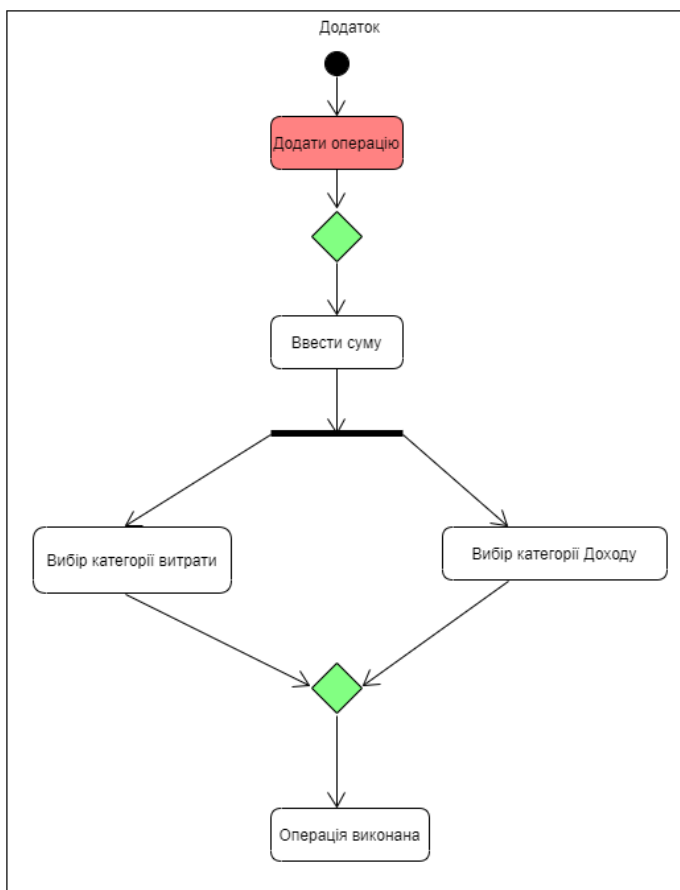 Додаток
Додати операцію
Ввести суму
Вибір категорії витрати
Вибір категорії Доходу
Операція виконана